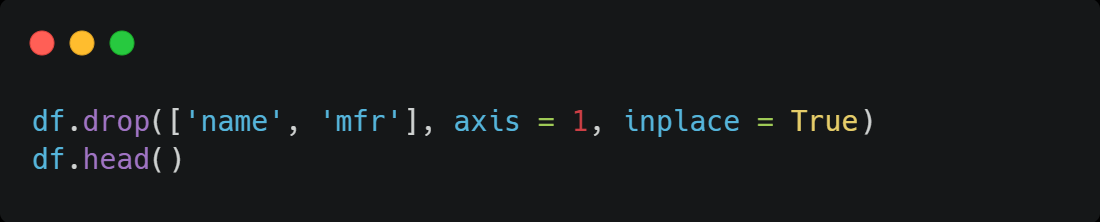 df.drop(['name', 'mfr'], axis = 1, inplace = True)
df.head()